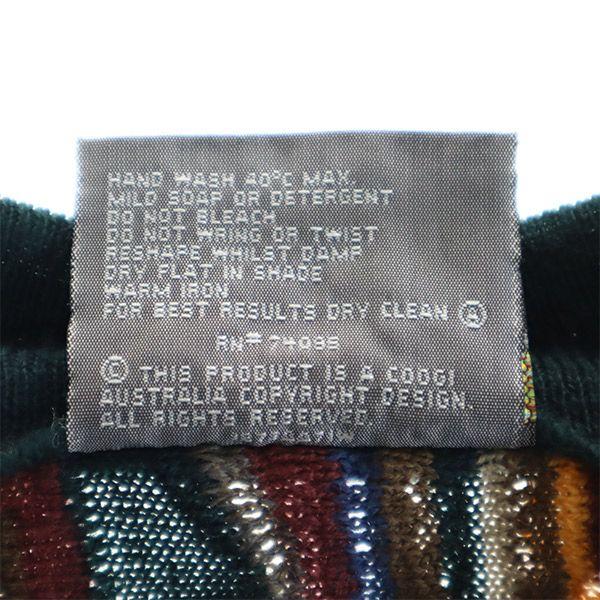 HAND WASH 40°C MAX.
MILD SOAP OR DETERGENT
DO NOT BLEACH
DO NOT WRING OR TWIST
RESHAPE WHILST DAMP
DRY FLAT IN SHADE
WARM IRON
FOR BEST RESULTS DRY CLEAN Ⓐ
RN# 74098
© THIS PRODUCT IS A COOGI
AUSTRALIA COPYRIGHT DESIGN.
ALL RIGHTS RESERVED.